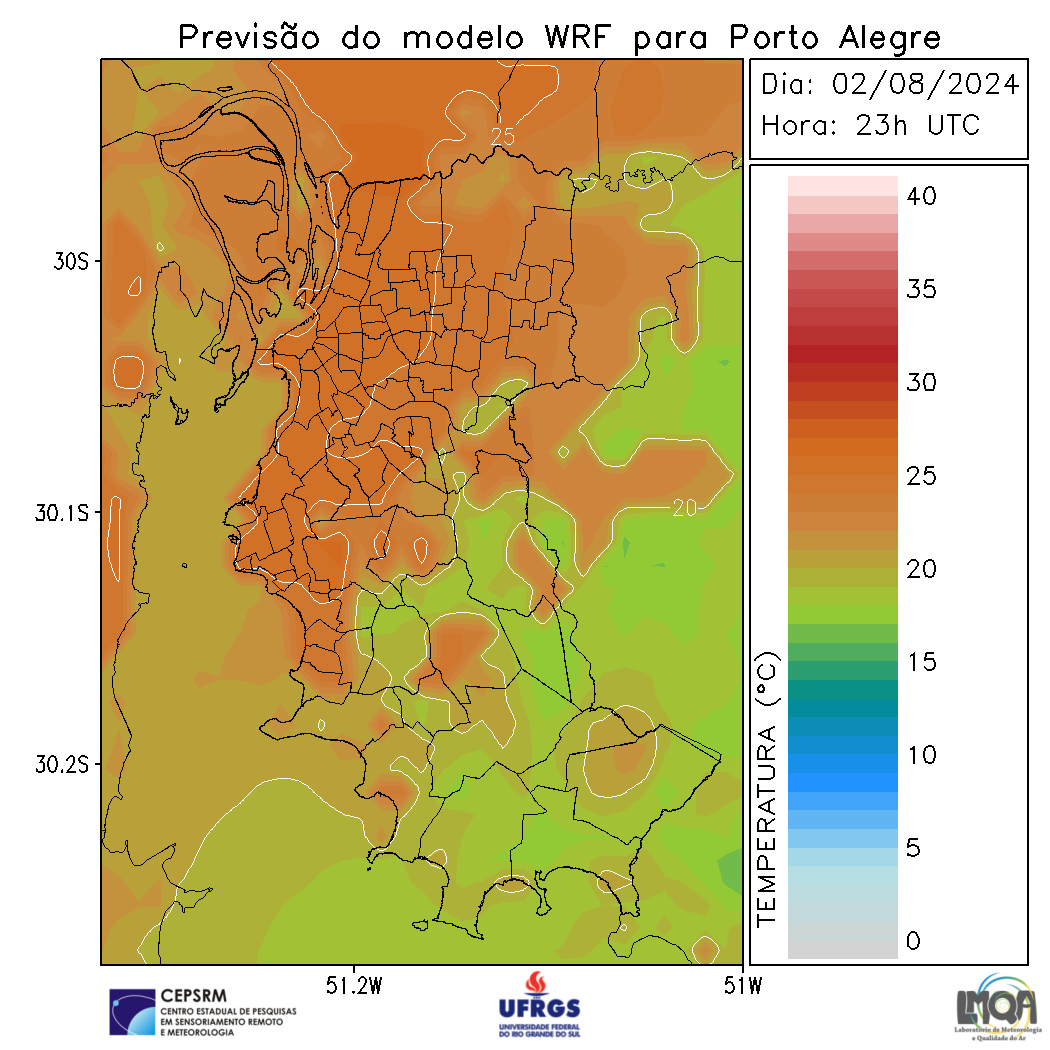 Previsão do modelo WRF para Porto Alegre
Dia: 02/08/2024
Hora: 23h UTC
25
20
30S
30.1S
30.2S
51.2W
51W
40
35
30
25
20
15
10
5
0
TEMPERATURA (°C)
CEPSRM
CENTRO ESTADUAL DE PESQUISAS
EM SENSORIAMENTO REMOTO
E METEOROLOGIA
UFRGS
UNIVERSIDADE FEDERAL
DO RIO GRANDE DO SUL
LMQA
Laboratório de Meteorologia
e Qualidade do Ar